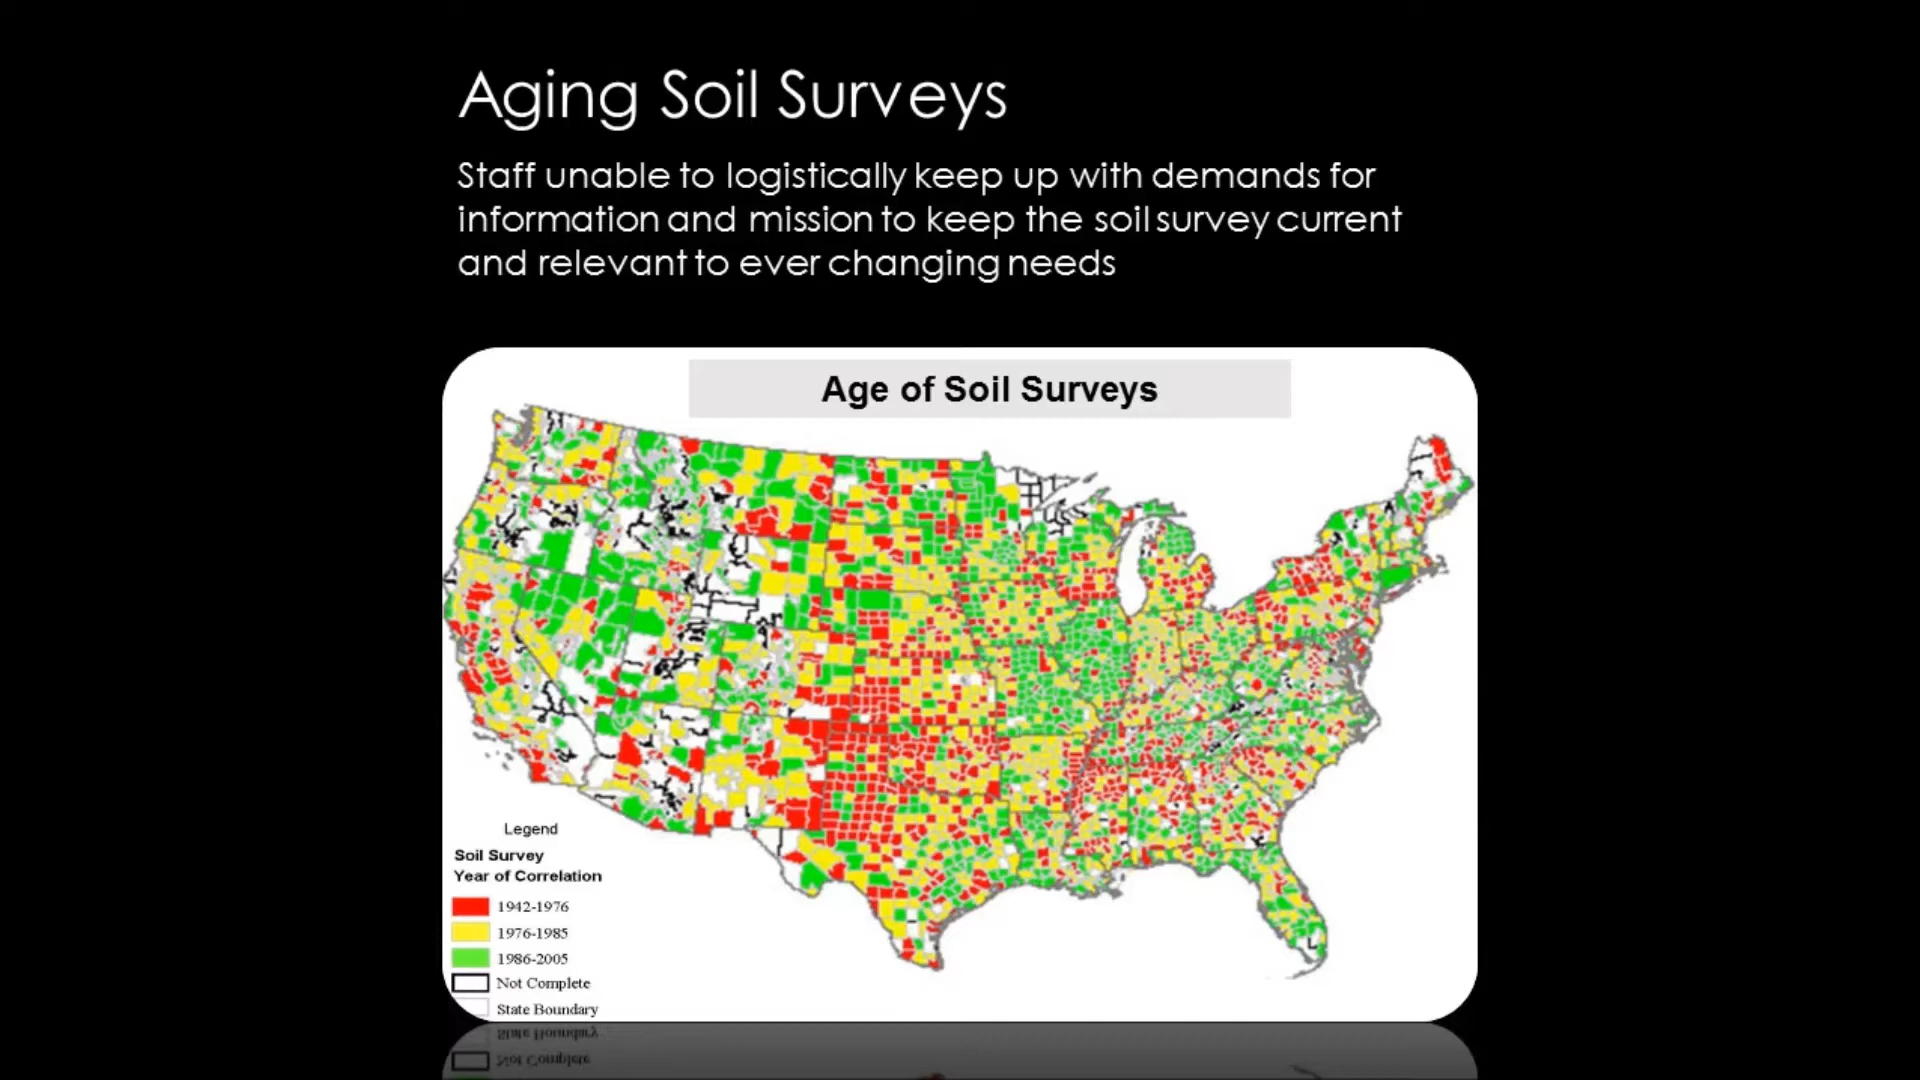 Aging Soil Surveys
Staff unable to logistically keep up with demands for
information and mission to keep the soil survey current
and relevant to ever changing needs
Age of Soil Surveys
Legend
Soil Survey
Year of Correlation
1942-1976
1976-1985
1986-2005
Not Complete
State Boundary